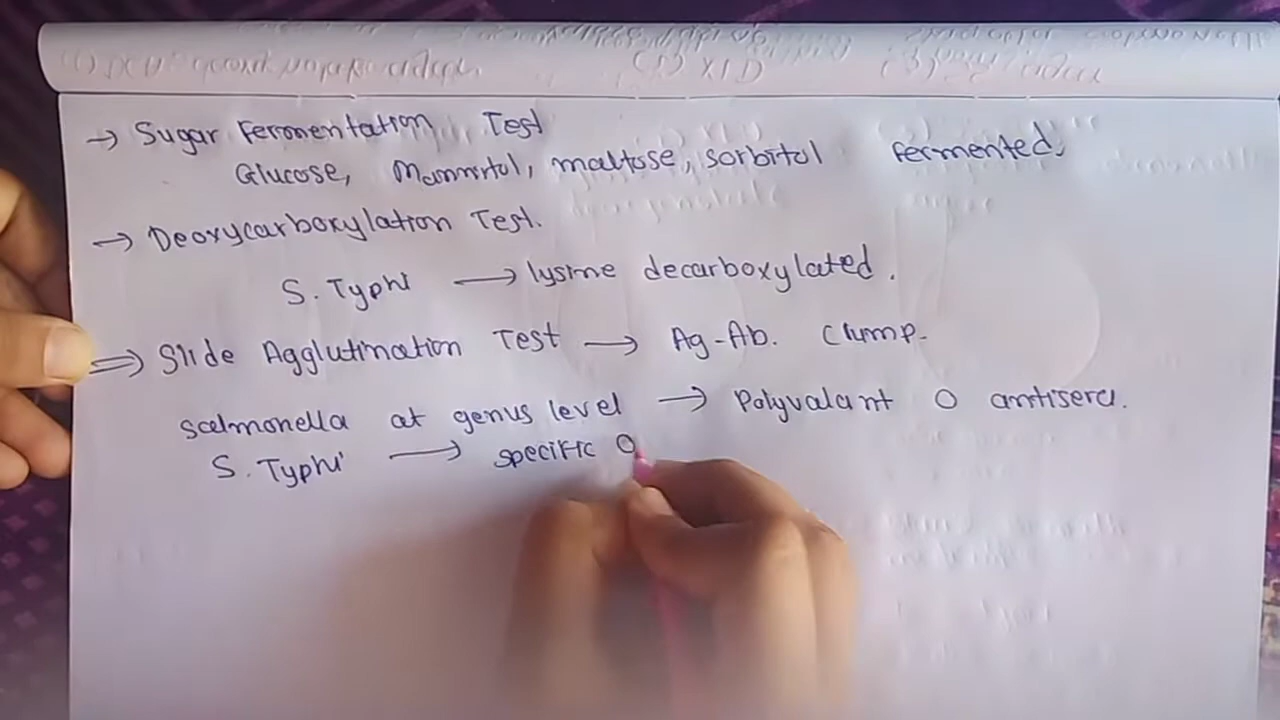 → Sugar Fermentation Test
Glucose, Mannitol, maltose, sorbitol fermented.
→ Deoxycarboxylation Test.
S. Typhi → lysine decarboxylated.
⇒ Slide Agglutination Test → Ag-Ab. Clump.
salmonella at genus level → Polyvalant O antisera.
S. Typhi → specific O